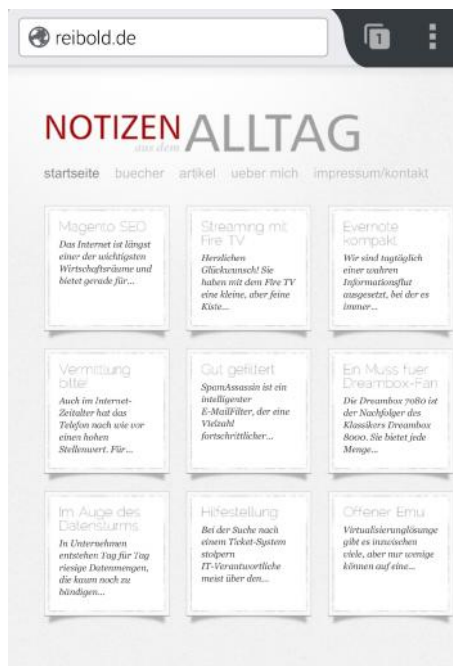 reibold.de
1
NOTIZEN ALLTAG
aus dem
startseite buecher artikel ueber mich impressum/kontakt
Magento SEO
Das Internet ist längst
einer der wichtigsten
Wirtschaftsräume und
bietet gerade für...
Streaming mit
Fire TV
Herzlichen
Glückwunsch! Sie
haben mit dem Fire TV
eine kleine, aber feine
Kiste...
Evernote
kompakt
Wir sind tagtäglich
einer wahren
Informationsflut
ausgesetzt, bei der es
immer...
Vermittlung
bitte!
Auch im Internet-
Zeitalter hat das
Telefon nach wie vor
einen hohen
Stellenwert. Für...
Gut gefiltert
SpamAssassin ist ein
intelligenter
E-MailFilter, der eine
Vielzahl
fortschrittlicher...
Ein Muss fuer
Dreambox-Fan
Die Dreambox 7080 ist
der Nachfolger des
Klassikers Dreambox
8000. Sie bietet jede
Menge...
Im Auge des
Datensturms
In Unternehmen
entstehen Tag für Tag
riesige Datenmengen,
die kaum noch zu
bändigen...
Hilfestellung
Bei der Suche nach
einem Ticket-System
stolpern
IT-Verantwortliche
meist über den...
Offener Emu
Virtualisierunglösunge
gibt es inzwischen
viele, aber nur wenige
können auf eine...